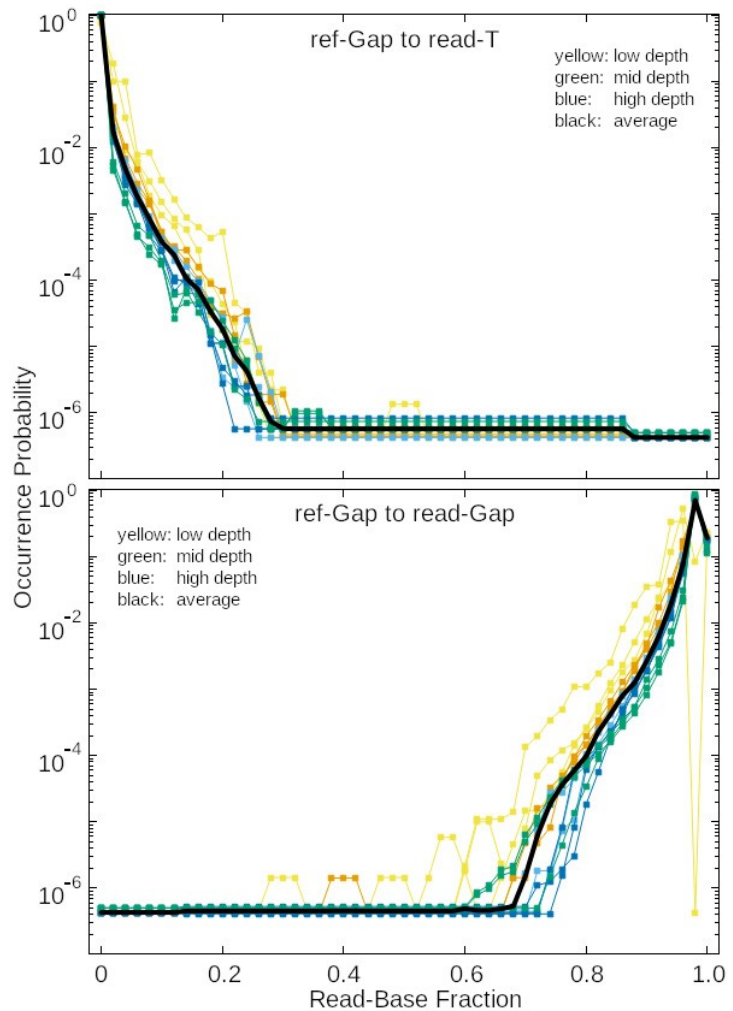 ref-Gap to read-T
yellow: low depth
green: mid depth
blue: high depth
black: average
10^0
10^-2
10^-4
10^-6
Occurrence Probability
ref-Gap to read-Gap
yellow: low depth
green: mid depth
blue: high depth
black: average
10^0
10^-2
10^-4
10^-6
0 0.2 0.4 0.6 0.8 1.0
Read-Base Fraction